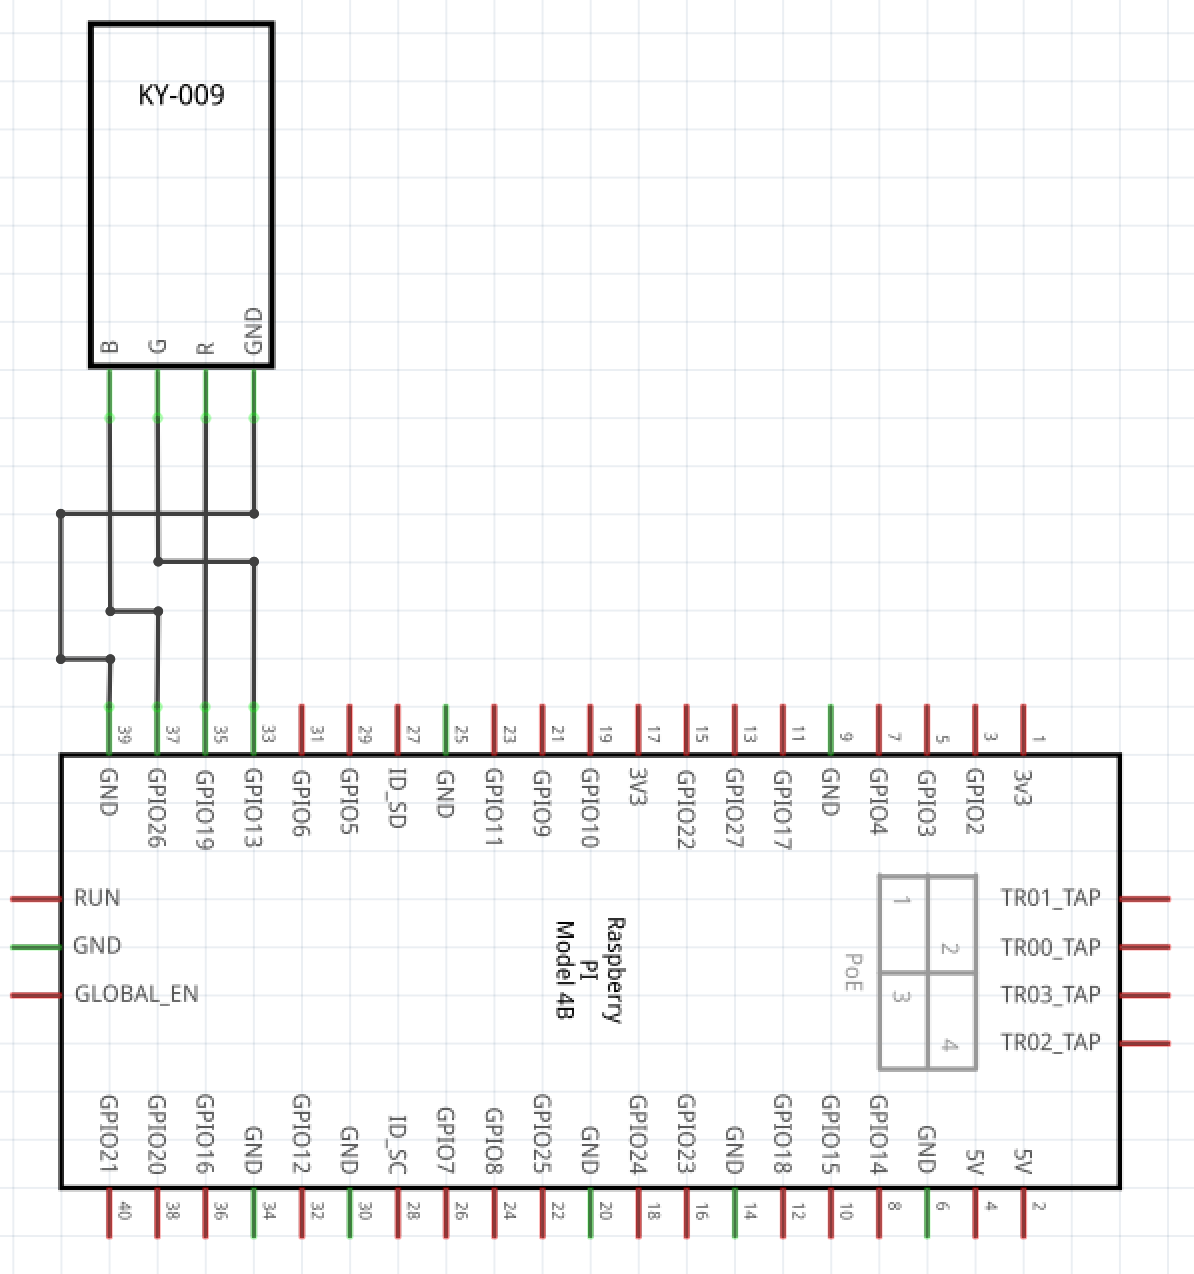 KY-009
B
G
R
GND
39
37
35
33
31
29
27
25
23
21
19
17
15
13
11
9
7
5
3
1
GND
GPIO26
GPIO19
GPIO13
GPIO6
GPIO5
ID_SD
GND
GPIO11
GPIO9
GPIO10
3V3
GPIO22
GPIO27
GPIO17
GND
GPIO4
GPIO3
GPIO2
3v3
RUN
GND
GLOBAL_EN
Raspberry
PI
Model 4B
PoE
1
2
3
4
TR01_TAP
TR00_TAP
TR03_TAP
TR02_TAP
GPIO21
GPIO20
GPIO16
GND
GPIO12
GND
ID_SC
GPIO7
GPIO8
GPIO25
GND
GPIO24
GPIO23
GND
GPIO18
GPIO15
GPIO14
GND
5V
5V
40
38
36
34
32
30
28
26
24
22
20
18
16
14
12
10
8
6
4
2